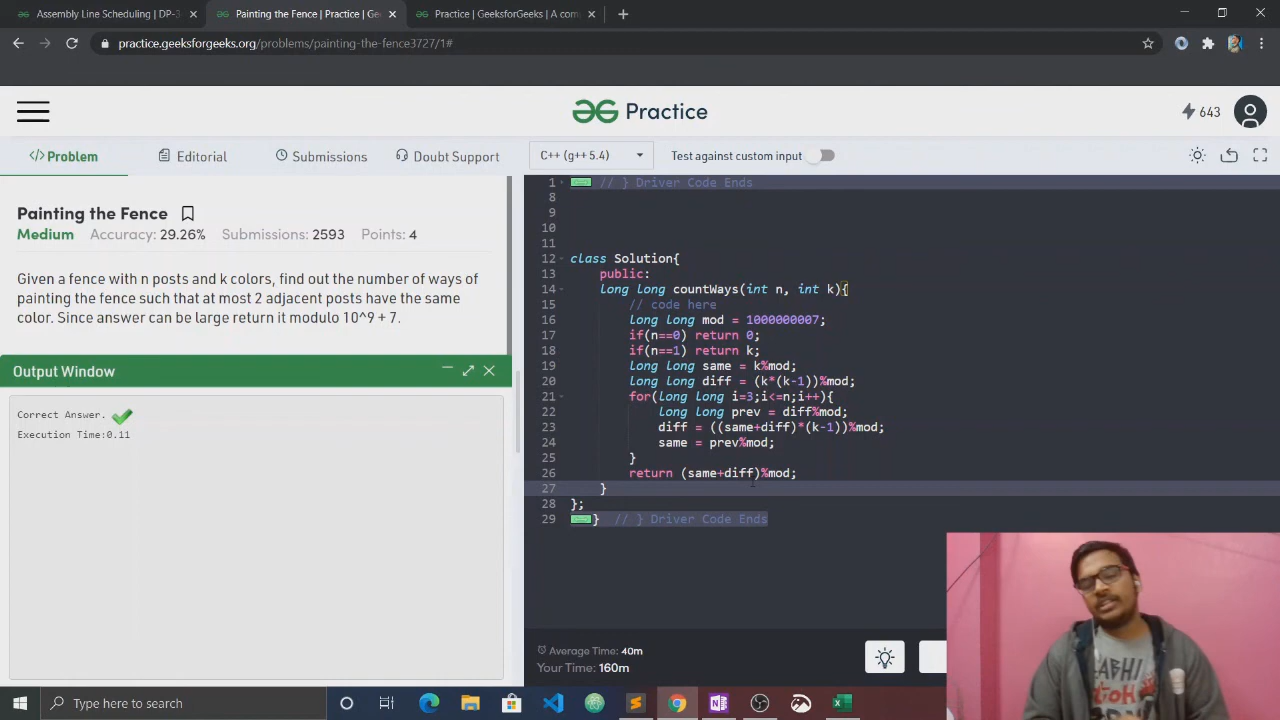 Assembly Line Scheduling | DP-3
Painting the Fence | Practice | Gee
Practice | GeeksforGeeks | A com
practice.geeksforgeeks.org/problems/painting-the-fence3727/1#
Practice
643
</>Problem
Editorial
Submissions
Doubt Support
C++ (g++ 5.4)
Test against custom input
Painting the Fence
Medium Accuracy: 29.26% Submissions: 2593 Points: 4
Given a fence with n posts and k colors, find out the number of ways of
painting the fence such that at most 2 adjacent posts have the same
color. Since answer can be large return it modulo 10^9 + 7.
Output Window
Correct Answer.
Execution Time:0.11
1 // } Driver Code Ends
8
9
10
11
12 class Solution{
13 public:
14 long long countWays(int n, int k){
15 // code here
16 long long mod = 1000000007;
17 if(n==0) return 0;
18 if(n==1) return k;
19 long long same = k%mod;
20 long long diff = (k*(k-1))%mod;
21 for(long long i=3;i<=n;i++){
22 long long prev = diff%mod;
23 diff = ((same+diff)*(k-1))%mod;
24 same = prev%mod;
25 }
26 return (same+diff)%mod;
27 }
28 };
29 } // } Driver Code Ends
Average Time: 40m
Your Time: 160m
Type here to search